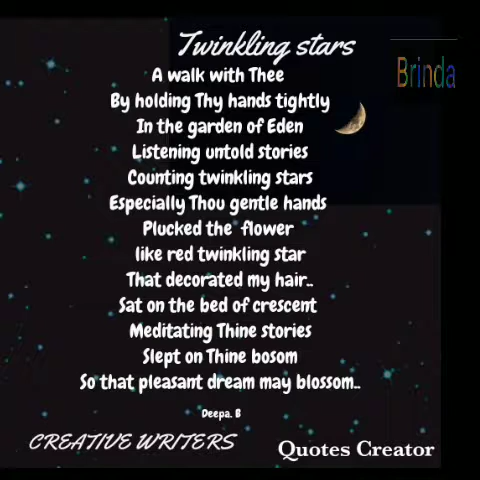 Twinkling stars
Brinda
A walk with Thee
By holding Thy hands tightly
In the garden of Eden
Listening untold stories
Counting twinkling stars
Especially Thou gentle hands
Plucked the flower
like red twinkling star
That decorated my hair..
Sat on the bed of crescent
Meditating Thine stories
Slept on Thine bosom
So that pleasant dream may blossom..
Deepa. B
CREATIVE WRITERS
Quotes Creator